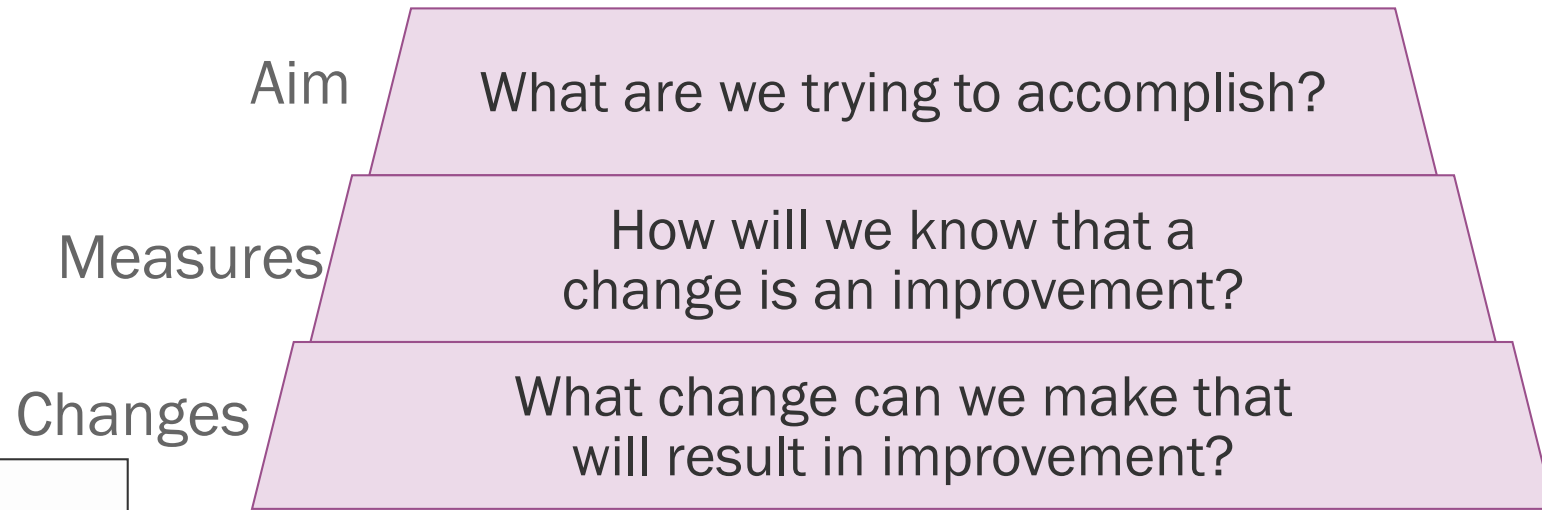 Aim
What are we trying to accomplish?
Measures
How will we know that a
change is an improvement?
Changes
What change can we make that
will result in improvement?